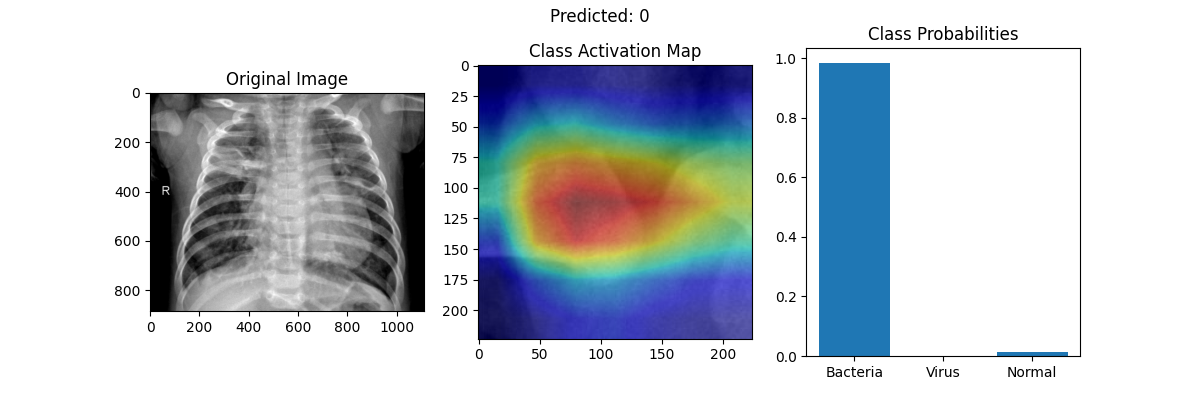 Predicted: 0
Original Image
0
200
400
600
800
0 200 400 600 800 1000
R
Class Activation Map
0
25
50
75
100
125
150
175
200
0 50 100 150 200
Class Probabilities
1.0
0.8
0.6
0.4
0.2
0.0
Bacteria Virus Normal